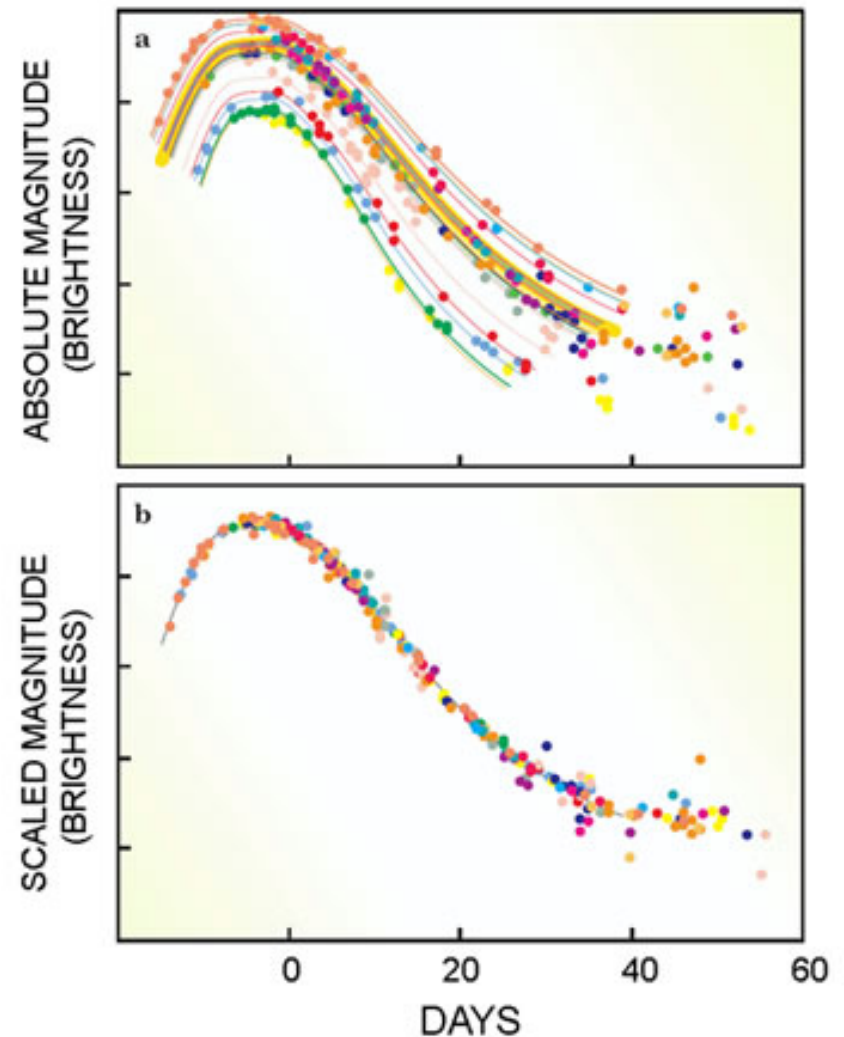 a
ABSOLUTE MAGNITUDE
(BRIGHTNESS)
b
SCALED MAGNITUDE
(BRIGHTNESS)
0 20 40 60
DAYS